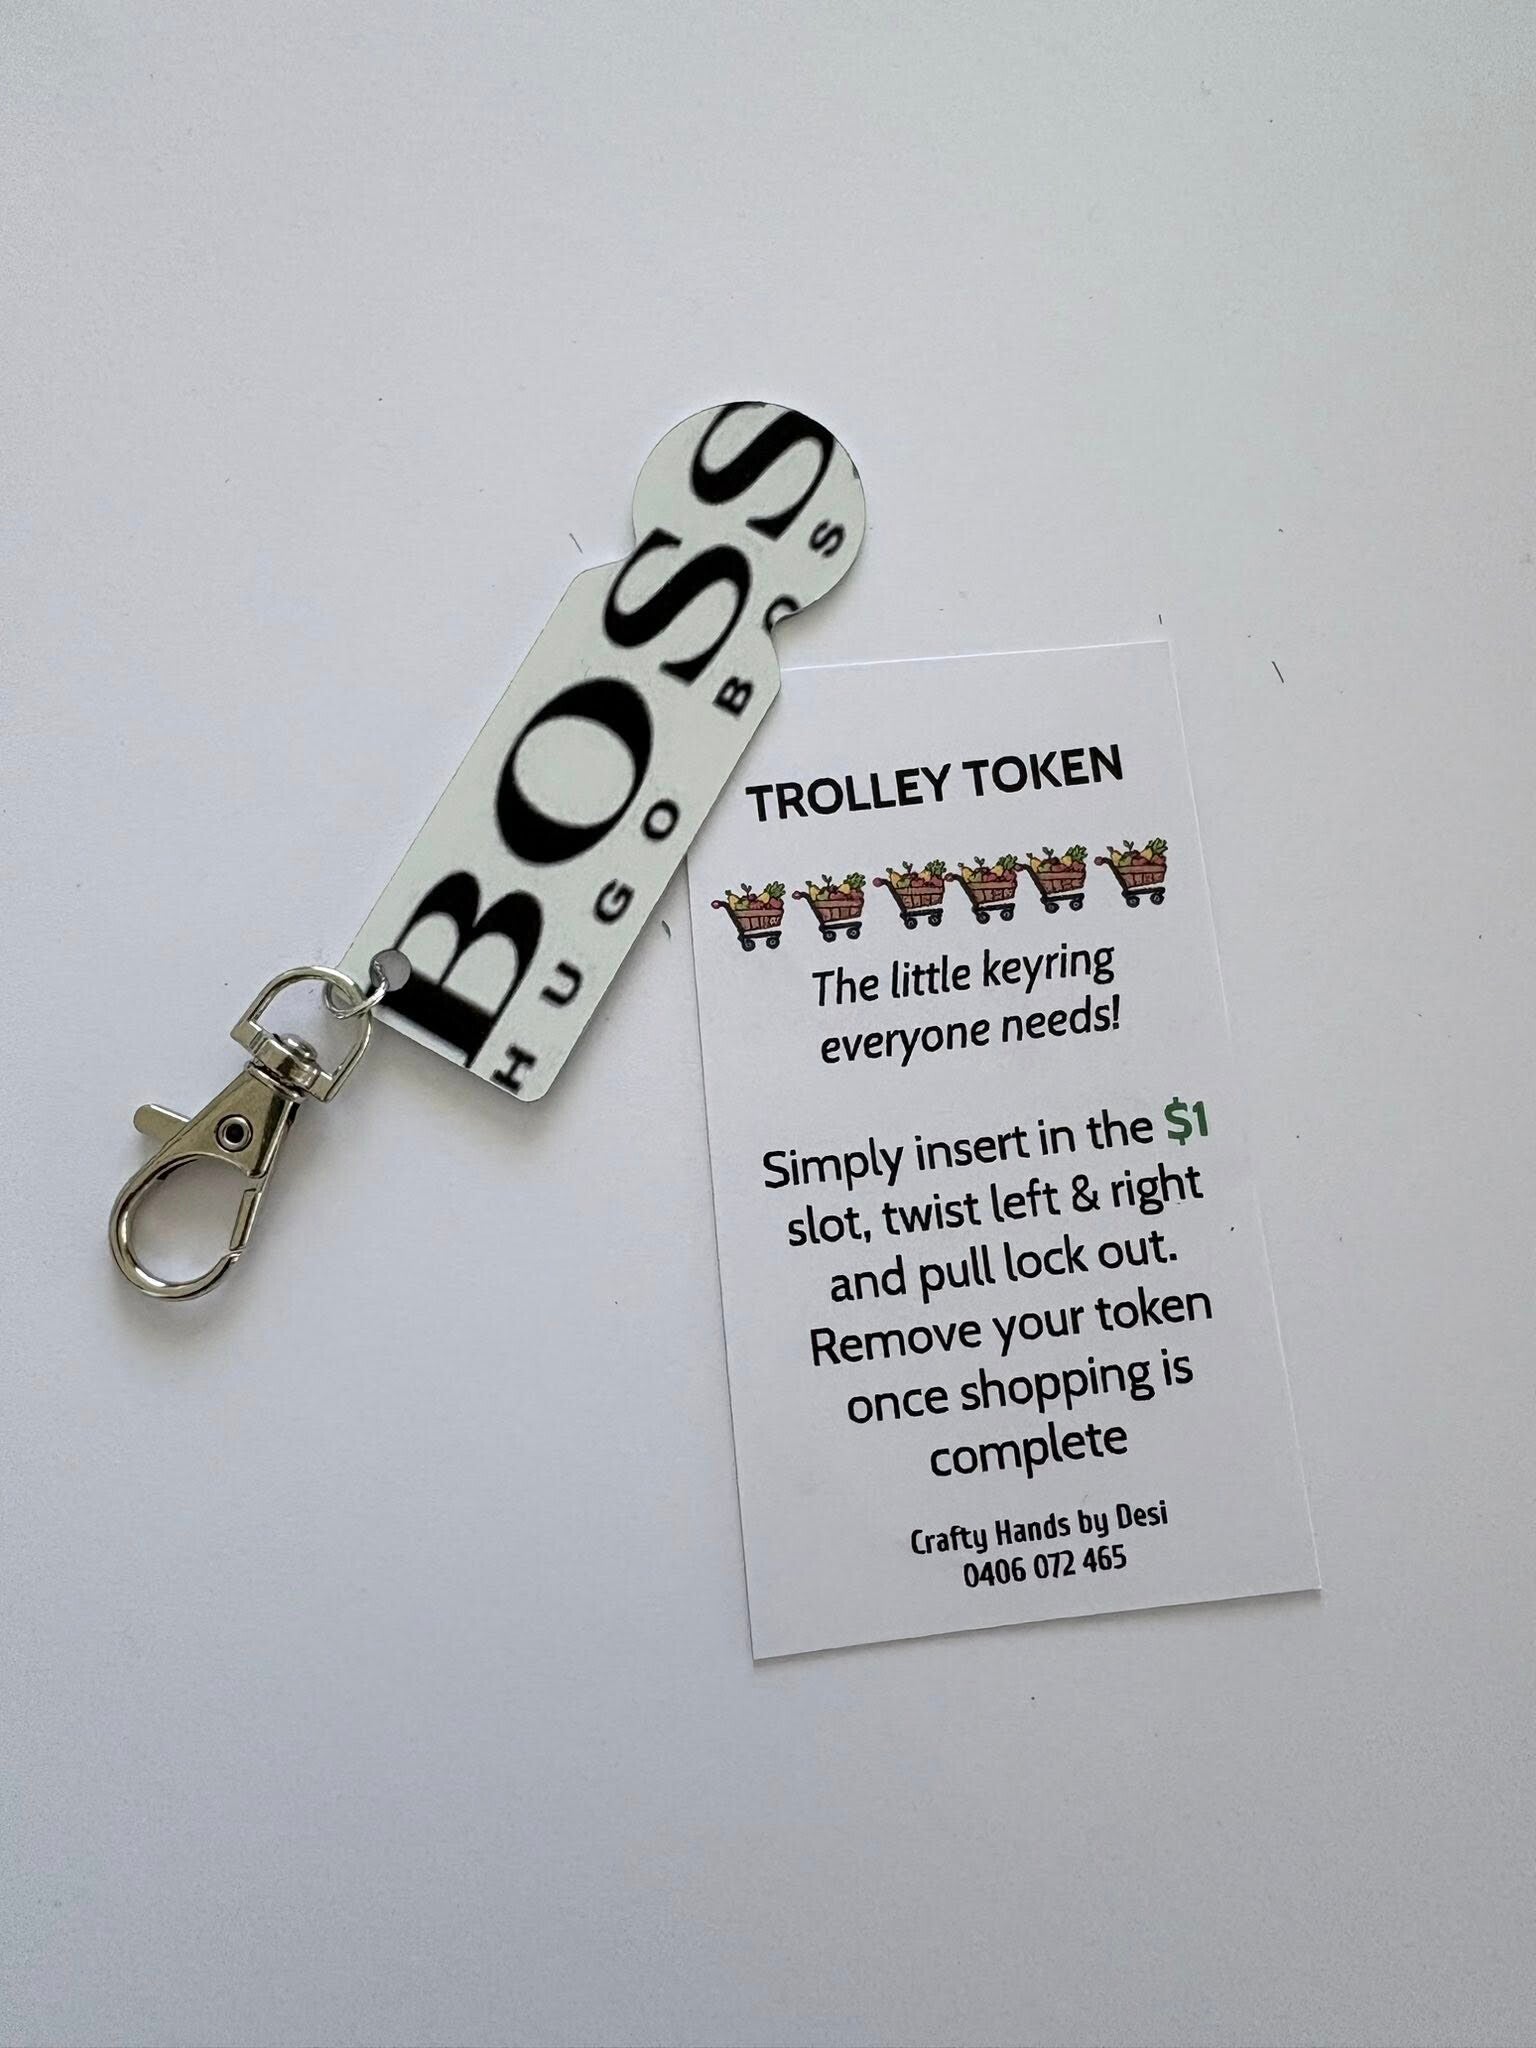 BOSS
HUGO BOSS
TROLLEY TOKEN
The little keyring
everyone needs!
Simply insert in the $1
slot, twist left & right
and pull lock out.
Remove your token
once shopping is
complete
Crafty Hands by Desi
0406 072 465